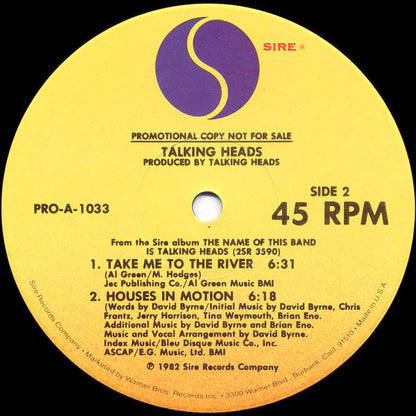 SIRE ®
PROMOTIONAL COPY NOT FOR SALE
TALKING HEADS
PRODUCED BY TALKING HEADS
SIDE 2
PRO-A-1033
45 RPM
From the Sire album THE NAME OF THIS BAND
IS TALKING HEADS (2SR 3590)
1. TAKE ME TO THE RIVER 6:31
(Al Green/M. Hodges)
Jec Publishing Co./Al Green Music BMI
2. HOUSES IN MOTION 6:18
(Words by David Byrne/Initial Music by David Byrne, Chris
Frantz, Jerry Harrison, Tina Weymouth, Brian Eno.
Additional Music by David Byrne and Brian Eno.
Music and Vocal Arrangement by David Byrne.
Index Music/Bleu Disque Music Co., Inc.
ASCAP/E.G. Music, Ltd. BMI
℗ 1982 Sire Records Company
Sire Records Company • Marketed by Warner Bros. Records Inc. • 3300 Warner Blvd. • Burbank, Calif. 91510 • Made in U.S.A.